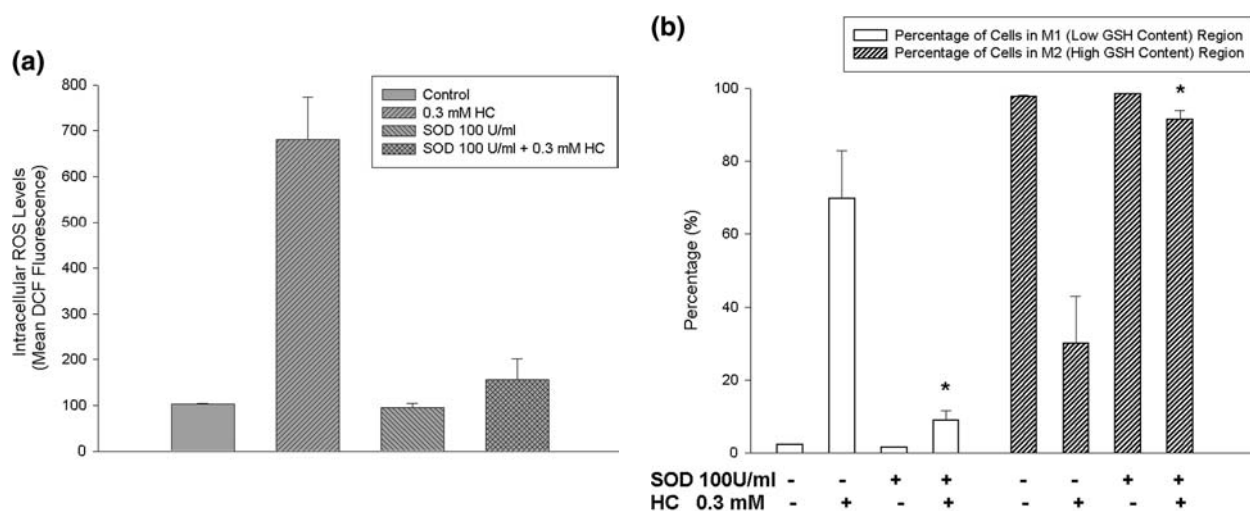 (a)
Intracellular ROS Levels
(Mean DCF Fluorescence)
800
700
600
500
400
300
200
100
0
Control
0.3 mM HC
SOD 100 U/ml
SOD 100 U/ml + 0.3 mM HC
(b)
Percentage of Cells in M1 (Low GSH Content) Region
Percentage of Cells in M2 (High GSH Content) Region
Percentage (%)
100
80
60
40
20
0
*
*
SOD 100U/ml - - + + - - + +
HC 0.3 mM - + - + - + - +